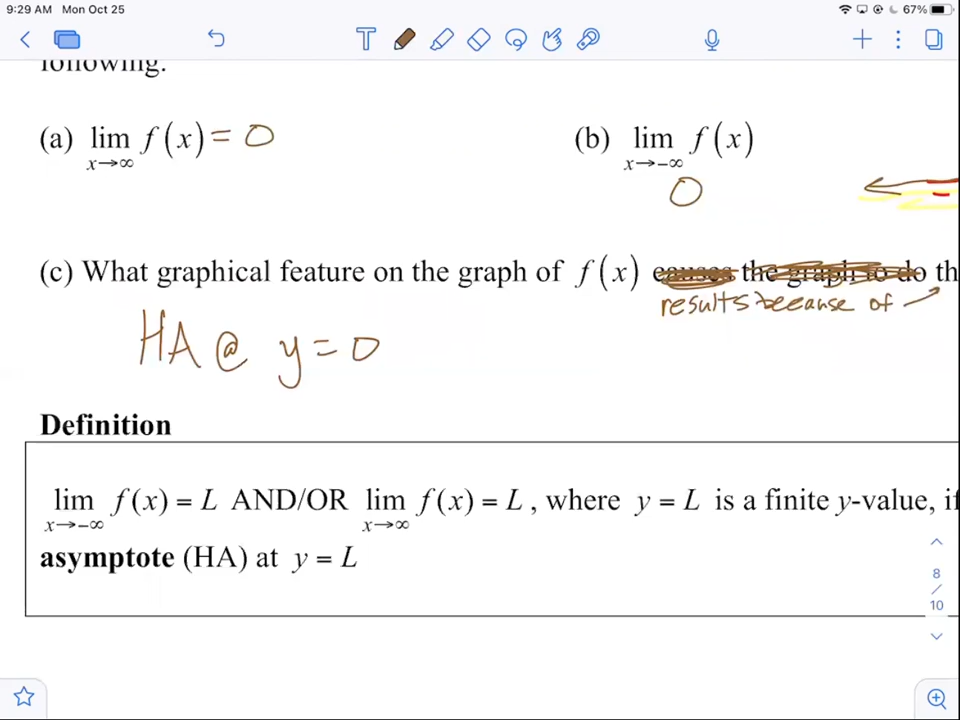 9:29 AM Mon Oct 25 67%
following:
(a) lim f(x) = 0 (b) lim f(x)
x→∞ x→-∞
0
(c) What graphical feature on the graph of f(x) causes the graph to do th
results because of →
HA @ y = 0
Definition
lim f(x) = L AND/OR lim f(x) = L, where y = L is a finite y-value, if
x→-∞ x→∞
asymptote (HA) at y = L
8
/
10